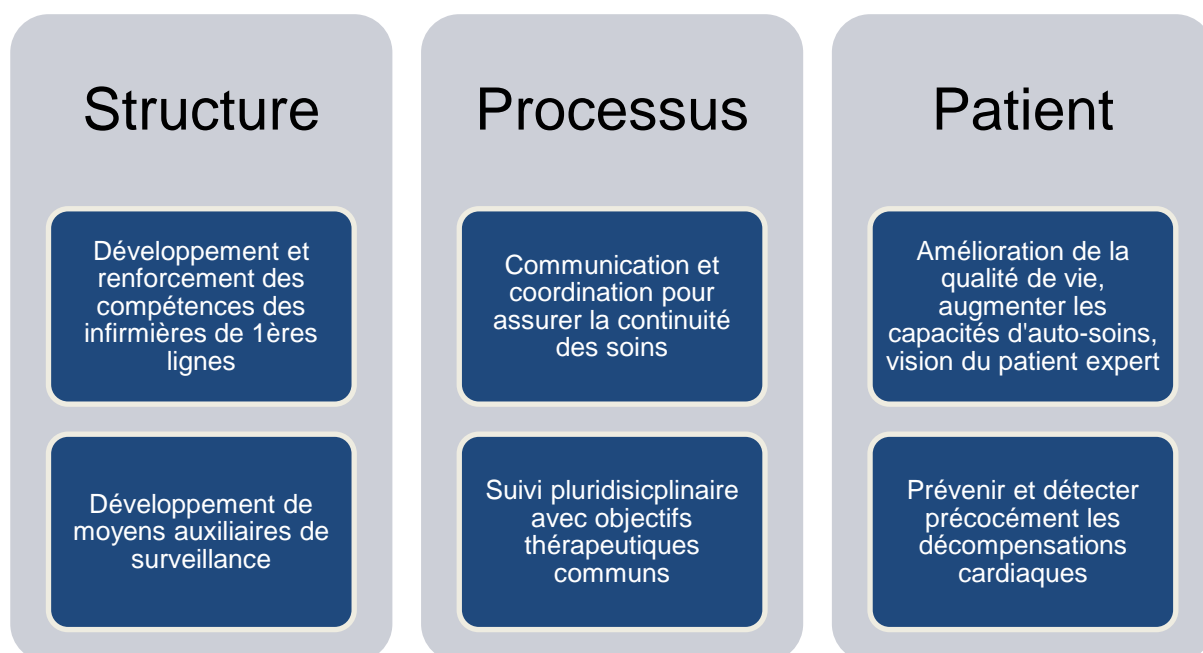 Structure
Développement et
renforcement des
compétences des
infirmières de 1ères
lignes
Développement de
moyens auxiliaires de
surveillance
Processus
Communication et
coordination pour
assurer la continuité
des soins
Suivi pluridisicplinaire
avec objectifs
thérapeutiques
communs
Patient
Amélioration de la
qualité de vie,
augmenter les
capacités d'auto-soins,
vision du patient expert
Prévenir et détecter
précocément les
décompensations
cardiaques